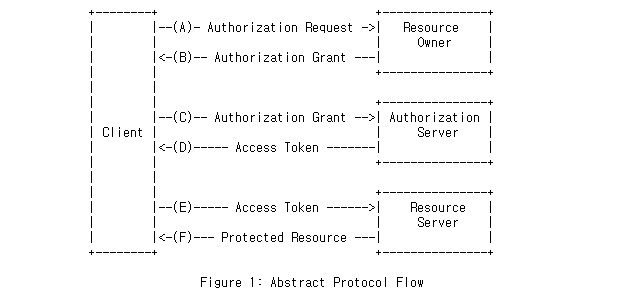 +--------+                               +---------------+
|        |--(A)- Authorization Request ->|   Resource    |
|        |                               |     Owner     |
|        |<-(B)-- Authorization Grant ---|               |
|        |                               +---------------+
|        |
|        |                               +---------------+
|        |--(C)-- Authorization Grant -->| Authorization |
| Client |                               |     Server    |
|        |<-(D)----- Access Token -------|               |
|        |                               +---------------+
|        |
|        |                               +---------------+
|        |--(E)----- Access Token ------>|    Resource   |
|        |                               |     Server    |
|        |<-(F)--- Protected Resource ---|               |
+--------+                               +---------------+
Figure 1: Abstract Protocol Flow